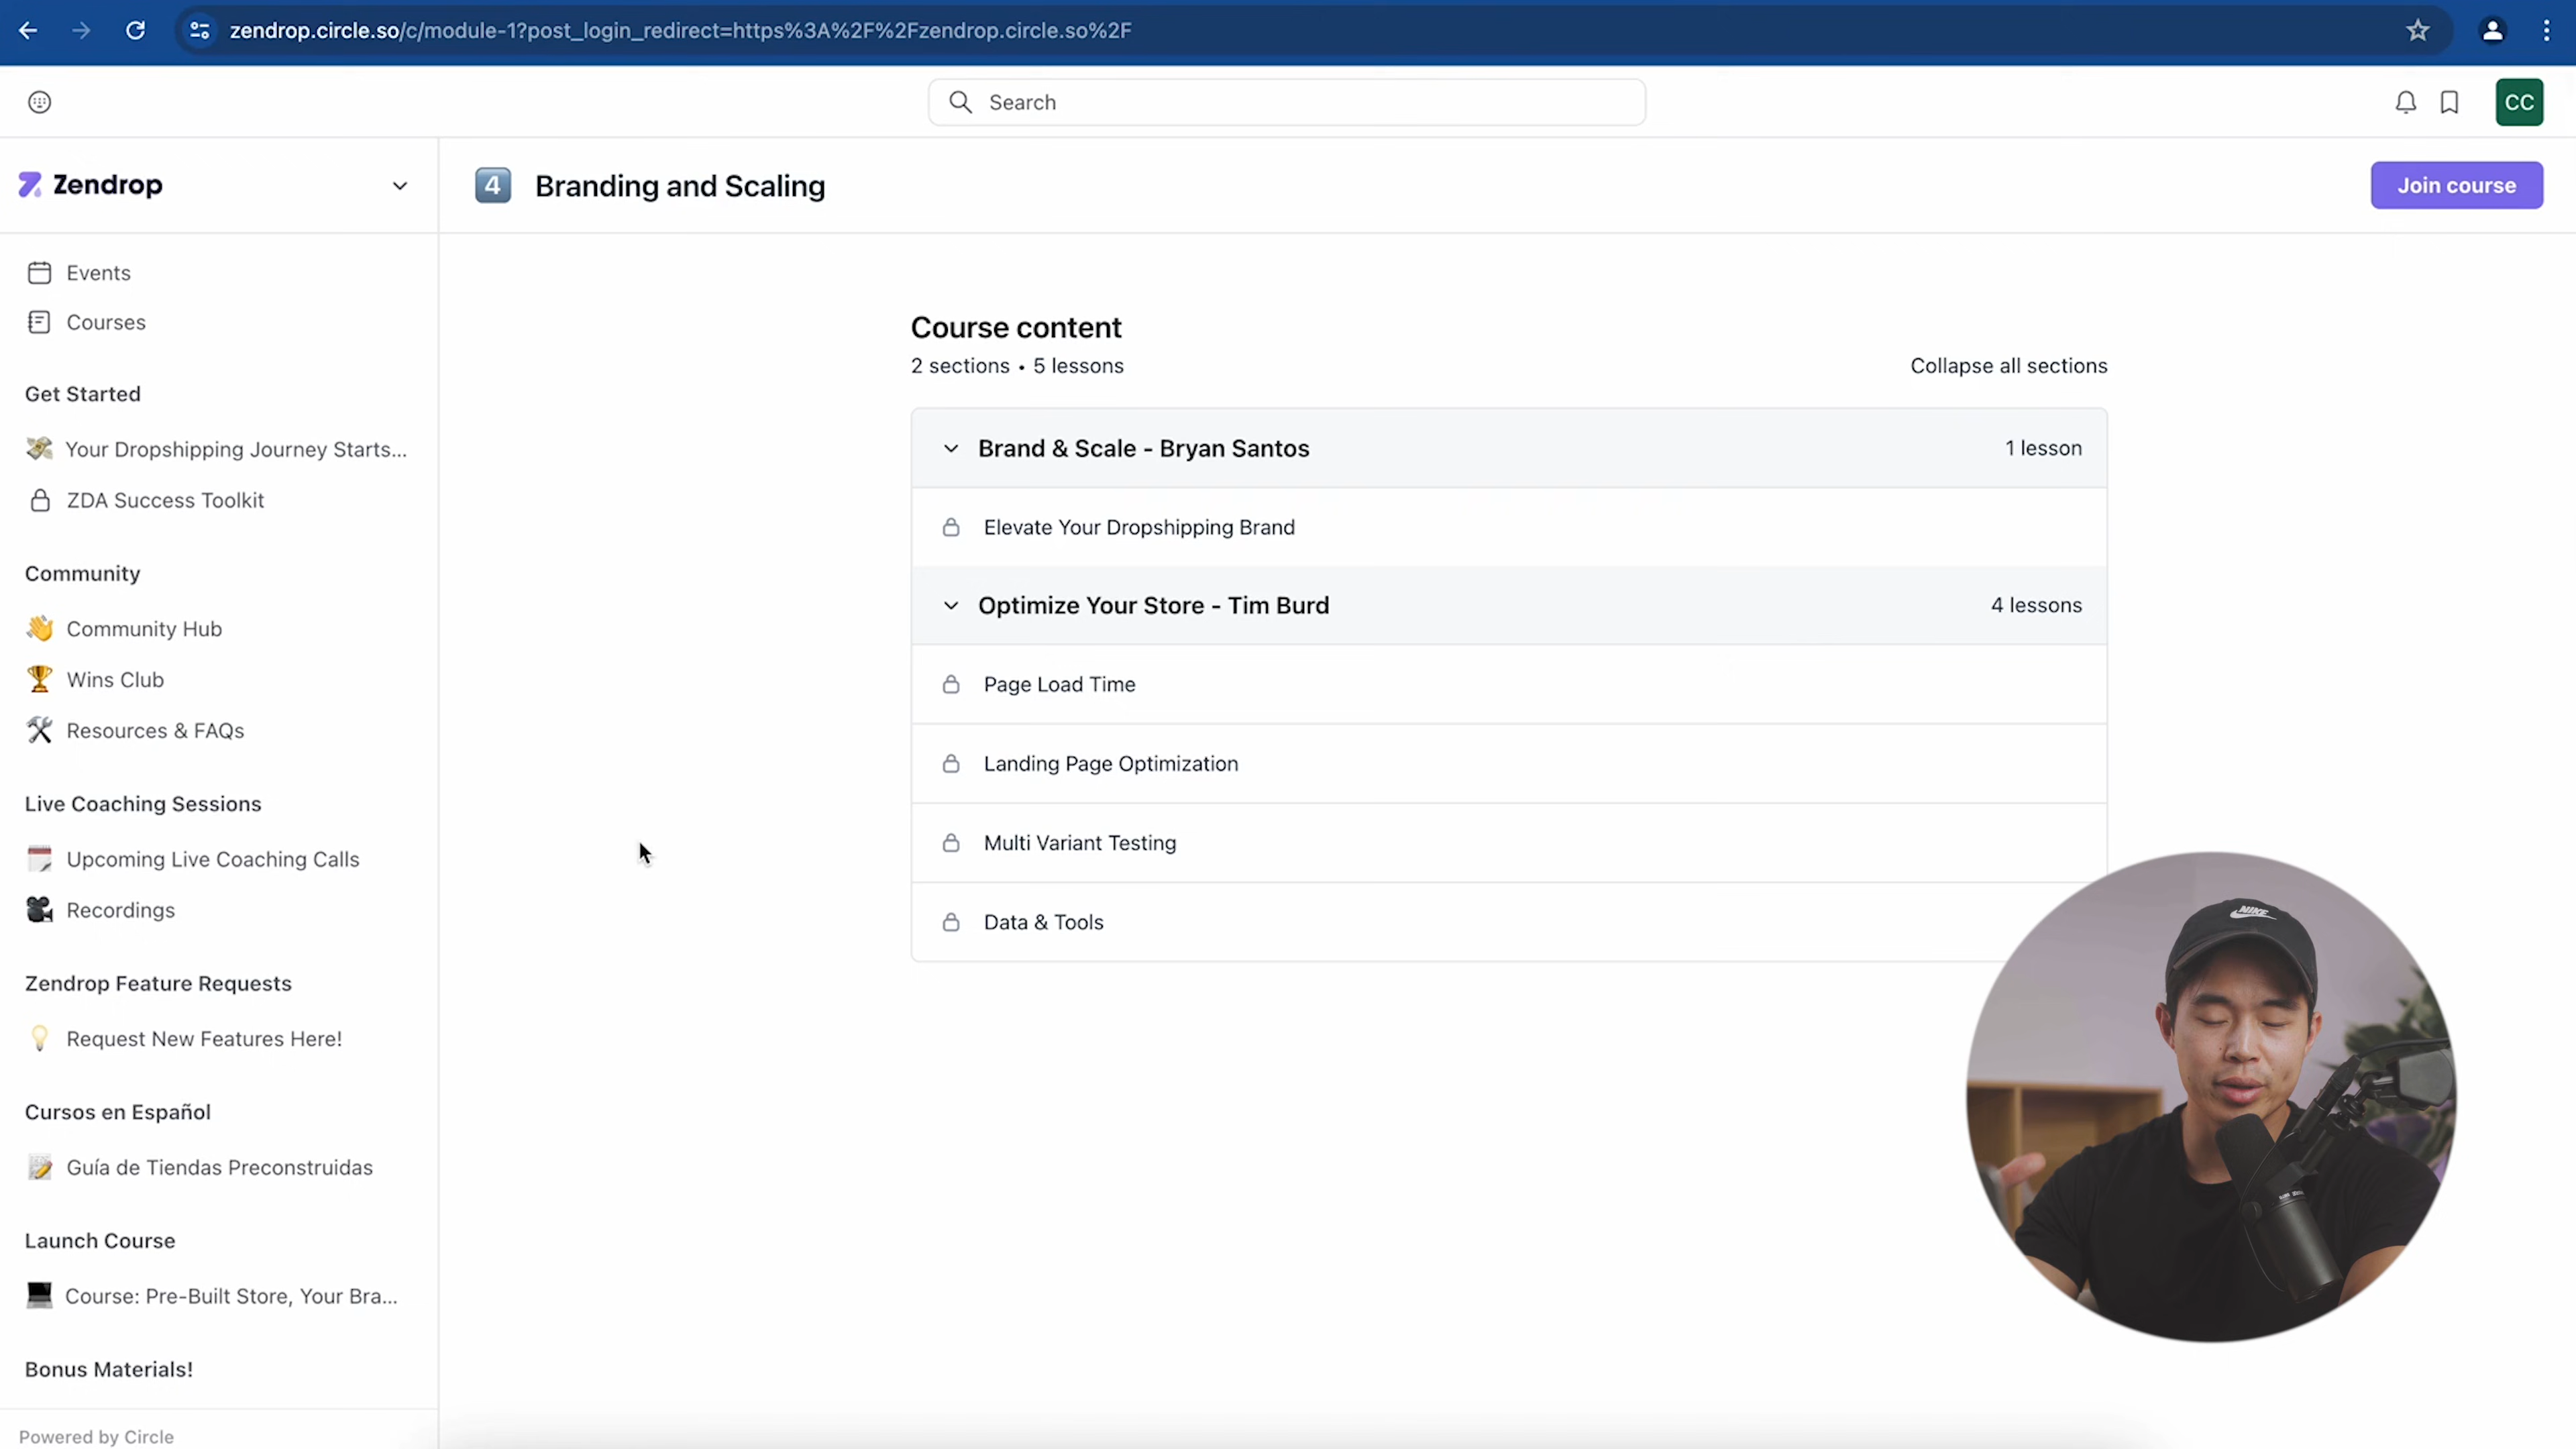 zendrop.circle.so/c/module-1?post_login_redirect=https%3A%2F%2Fzendrop.circle.so%2F
Search
CC
Zendrop
4 Branding and Scaling
Join course
Events
Courses
Get Started
Your Dropshipping Journey Starts...
ZDA Success Toolkit
Community
Community Hub
Wins Club
Resources & FAQs
Live Coaching Sessions
Upcoming Live Coaching Calls
Recordings
Zendrop Feature Requests
Request New Features Here!
Cursos en Español
Guía de Tiendas Preconstruidas
Launch Course
Course: Pre-Built Store, Your Bra...
Bonus Materials!
Powered by Circle
Course content
2 sections • 5 lessons
Collapse all sections
Brand & Scale - Bryan Santos 1 lesson
Elevate Your Dropshipping Brand
Optimize Your Store - Tim Burd 4 lessons
Page Load Time
Landing Page Optimization
Multi Variant Testing
Data & Tools
NIKE